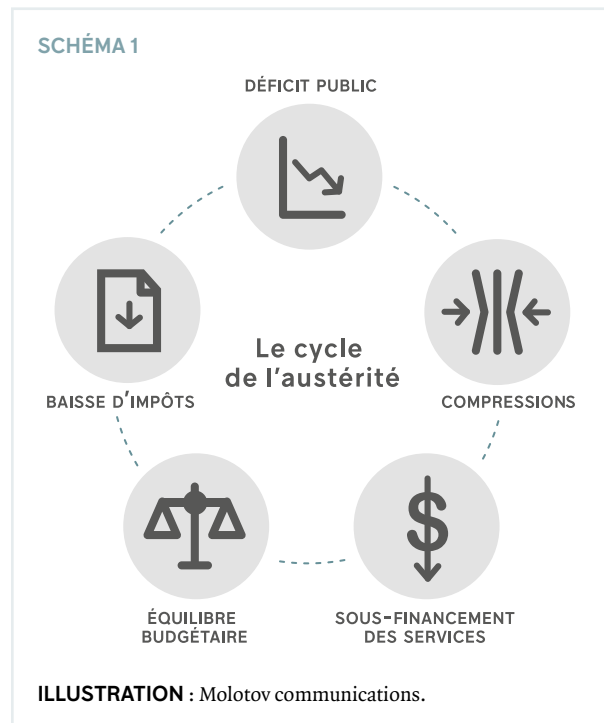 SCHÉMA 1
DÉFICIT PUBLIC
COMPRESSIONS
SOUS-FINANCEMENT
DES SERVICES
ÉQUILIBRE
BUDGÉTAIRE
BAISSE D'IMPÔTS
Le cycle
de l'austérité
ILLUSTRATION : Molotov communications.